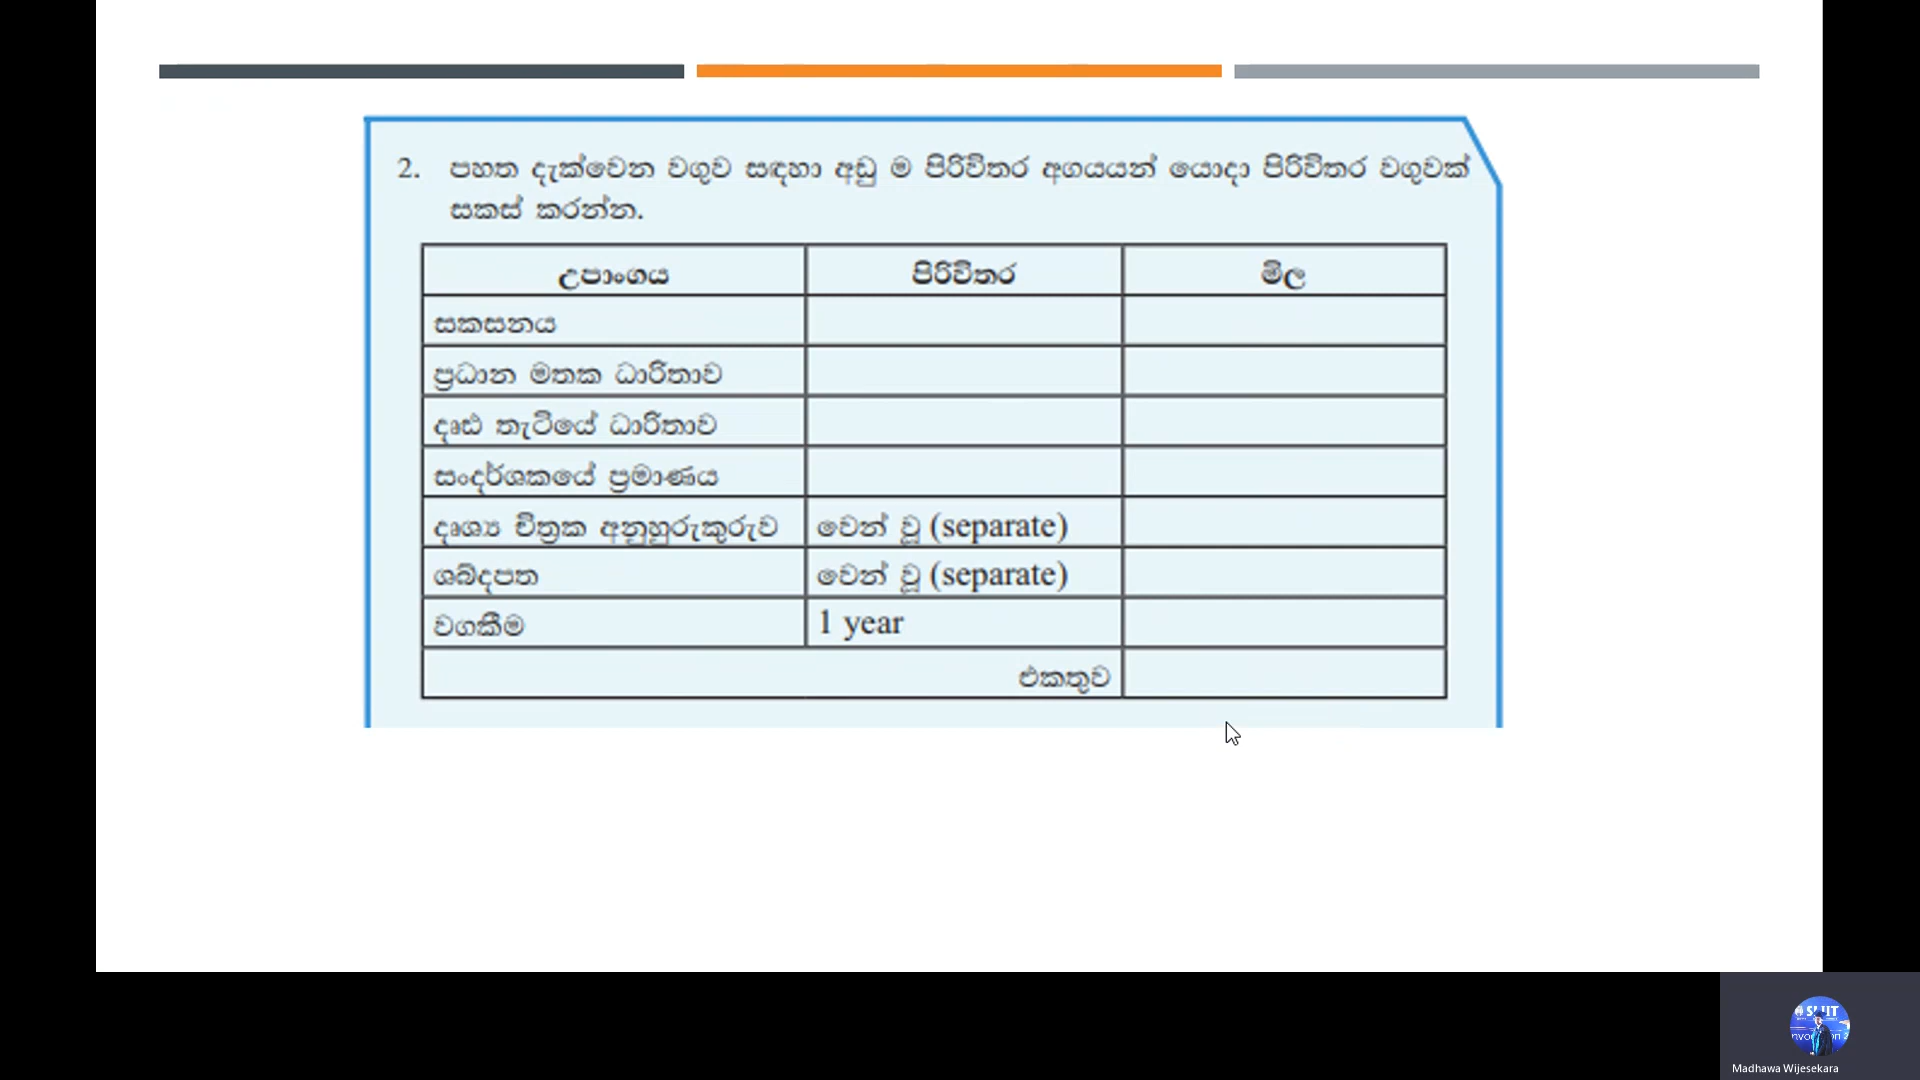 2. පහත දැක්වෙන වගුව සඳහා අඩු ම පිරිවිතර අගයයන් යොදා පිරිවිතර වගුවක්
සකස් කරන්න.
උපාංගය පිරිවිතර මිල
සකසනය
ප්‍රධාන මතක ධාරිතාව
දෘඪ තැටියේ ධාරිතාව
සංදර්ශකයේ ප්‍රමාණය
දෘශ්‍ය චිත්‍රක අනුහුරුකුරුව වෙන් වූ (separate)
ශබ්දපත වෙන් වූ (separate)
වගකීම 1 year
එකතුව
Madhawa Wijesekara